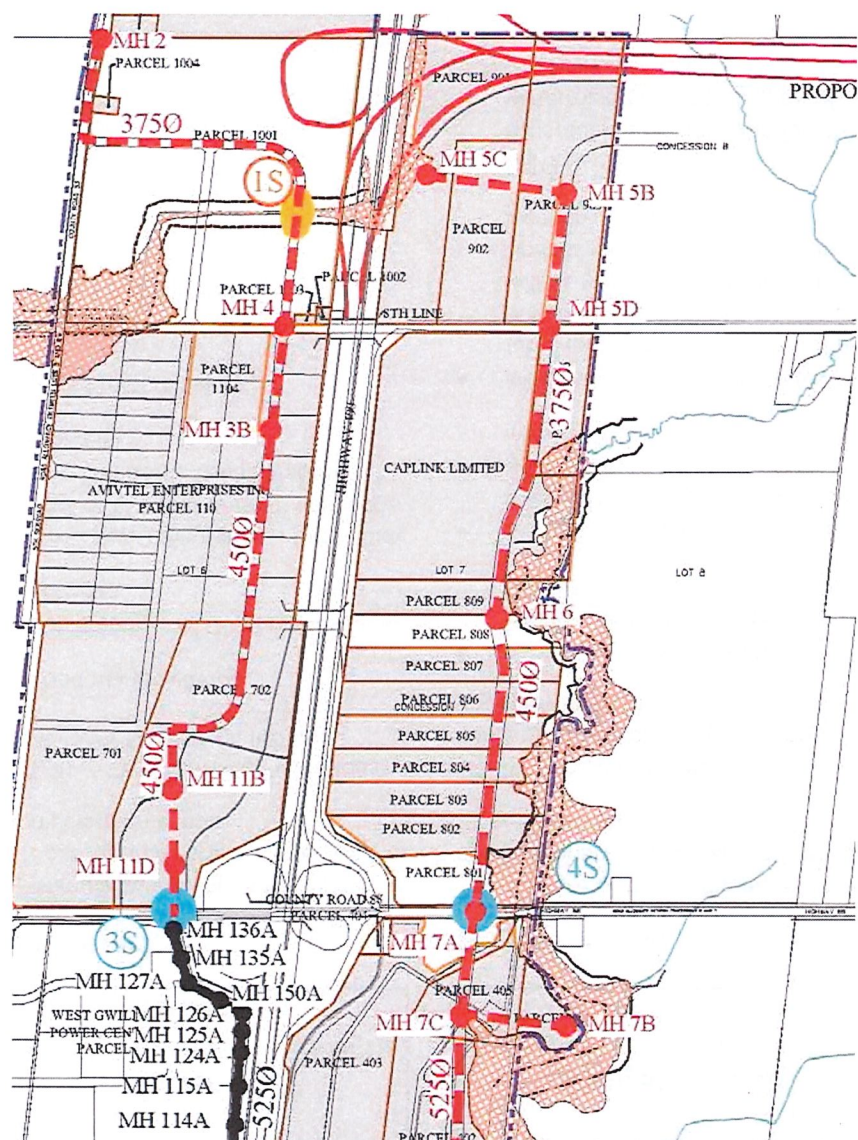 MH 2
PARCEL 1004
PARCEL 901
PROPO
375Ø
PARCEL 1001
CONCESSION 8
MH 5C
1S
MH 5B
PARCEL
902
PARCEL 1002
MH 4
8TH LINE
MH 5D
PARCEL
1104
375Ø
MH 3B
CAPLINK LIMITED
AVIVTEL ENTERPRISES INC
PARCEL 110
450Ø
LOT 6
LOT 7
LOT 8
PARCEL 809
MH 6
PARCEL 808
PARCEL 807
PARCEL 702
PARCEL 806
CONCESSION 7
450Ø
PARCEL 805
PARCEL 701
450Ø
PARCEL 804
MH 11B
PARCEL 803
PARCEL 802
MH 11D
PARCEL 801
4S
COUNTY ROAD 88
HIGHWAY 88
PARCEL 401
3S
MH 136A
MH 7A
MH 135A
MH 127A
MH 150A
PARCEL 405
WEST GWILL
MH 126A
MH 7C
PARCEL
MH 7B
POWER CENT
MH 125A
PARCEL
MH 124A
PARCEL 403
MH 115A
525Ø
525Ø
MH 114A